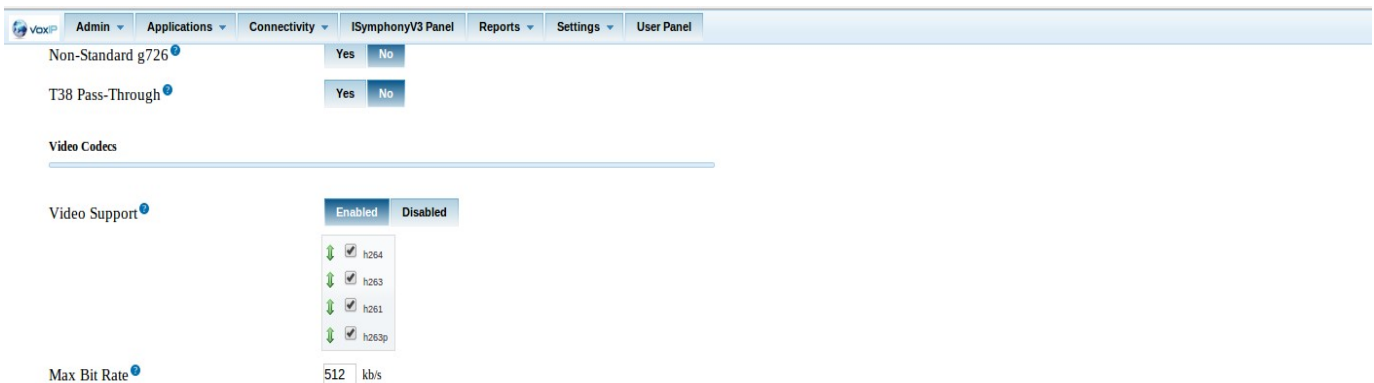 VoxIP Admin Applications Connectivity ISymphonyV3 Panel Reports Settings User Panel
Non-Standard g726 ? Yes No
T38 Pass-Through ? Yes No
Video Codecs
Video Support ? Enabled Disabled
h264
h263
h261
h263p
Max Bit Rate ? 512 kb/s